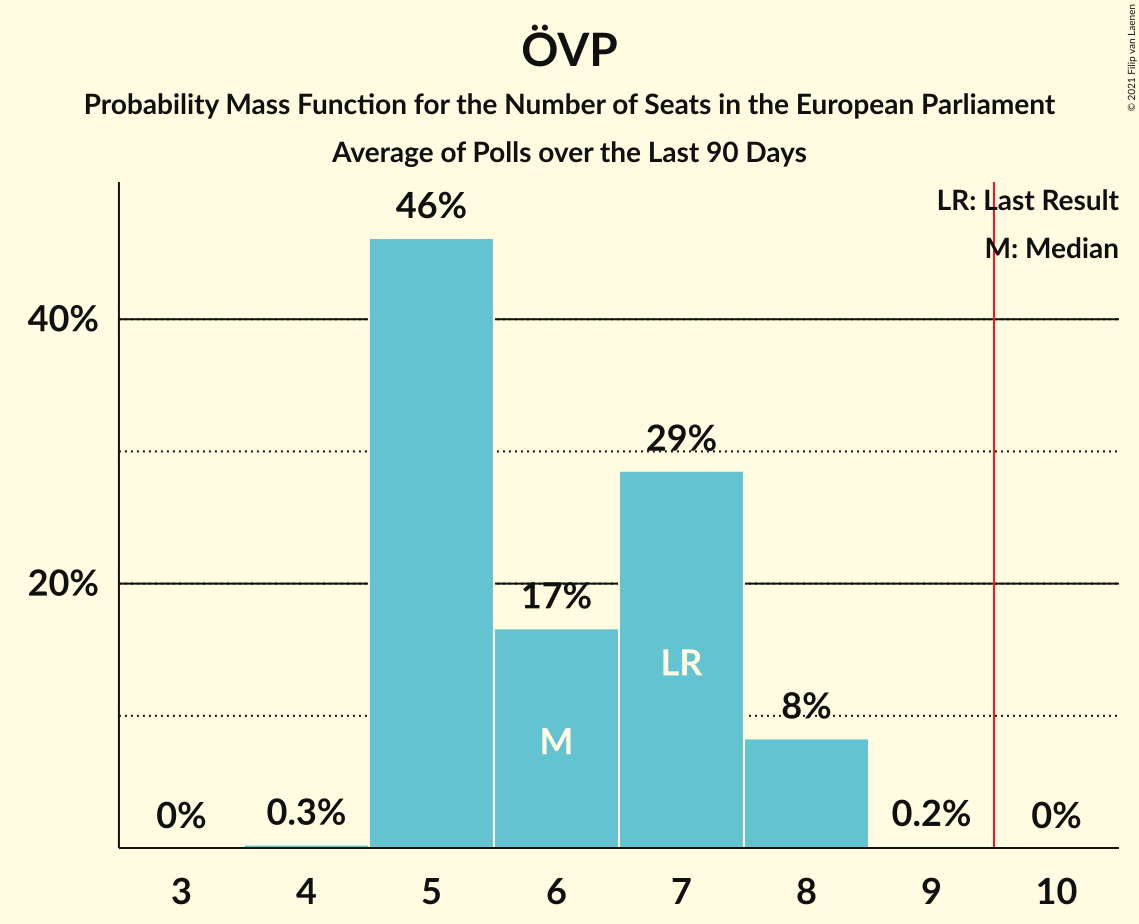 ÖVP
Probability Mass Function for the Number of Seats in the European Parliament
Average of Polls over the Last 90 Days
© 2021 Filip van Laenen
LR: Last Result
M: Median
46%
40%
29%
20%
17%
LR
8%
M
0%
0.3%
0.2%
0%
3 4 5 6 7 8 9 10